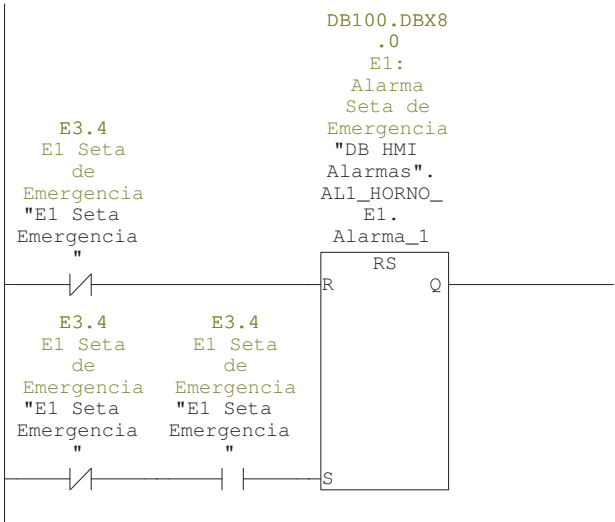 DB100.DBX8
.0
E1:
Alarma
Seta de
Emergencia
"DB HMI
Alarmas".
AL1_HORNO_
E1.
Alarma_1
E3.4
E1 Seta
de
Emergencia
"E1 Seta
Emergencia
"
RS
R
Q
E3.4
E1 Seta
de
Emergencia
"E1 Seta
Emergencia
"
E3.4
E1 Seta
de
Emergencia
"E1 Seta
Emergencia
"
S